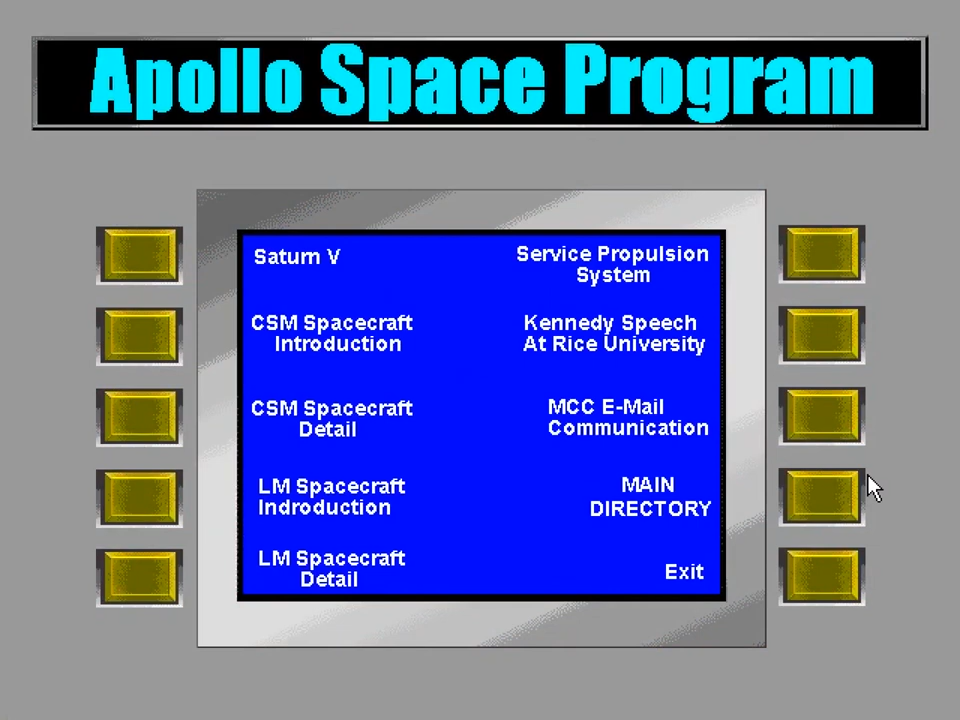 Apollo Space Program
Saturn V
CSM Spacecraft
Introduction
CSM Spacecraft
Detail
LM Spacecraft
Indroduction
LM Spacecraft
Detail
Service Propulsion
System
Kennedy Speech
At Rice University
MCC E-Mail
Communication
MAIN
DIRECTORY
Exit